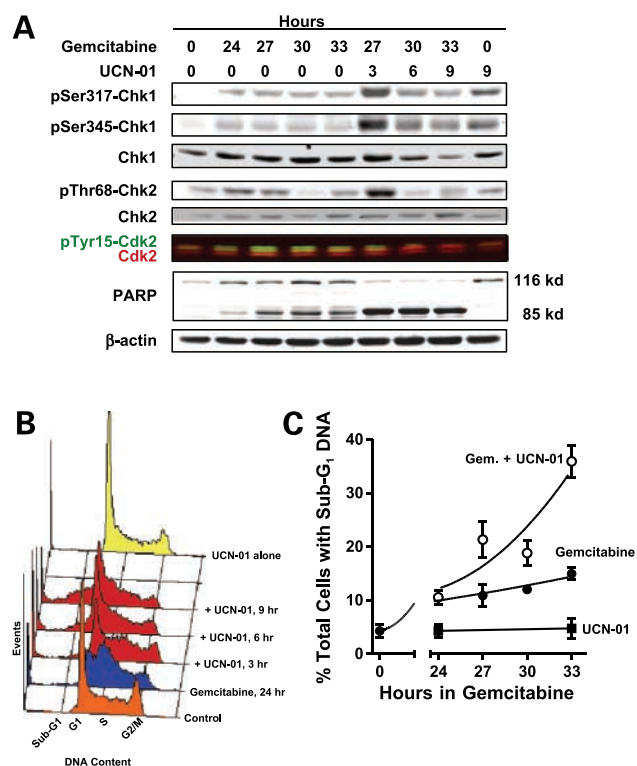 A
Hours
Gemcitabine 0 24 27 30 33 27 30 33 0
UCN-01 0 0 0 0 0 3 6 9 9
pSer317-Chk1
pSer345-Chk1
Chk1
pThr68-Chk2
Chk2
pTyr15-Cdk2
Cdk2
PARP
116 kd
85 kd
β-actin
B
UCN-01 alone
+ UCN-01, 9 hr
+ UCN-01, 6 hr
+ UCN-01, 3 hr
Gemcitabine, 24 hr
Control
Events
Sub-G1 G1 S G2/M
DNA Content
C
% Total Cells with Sub-G₁ DNA
40
30
20
10
0
Gem. + UCN-01
Gemcitabine
UCN-01
0 24 27 30 33
Hours in Gemcitabine